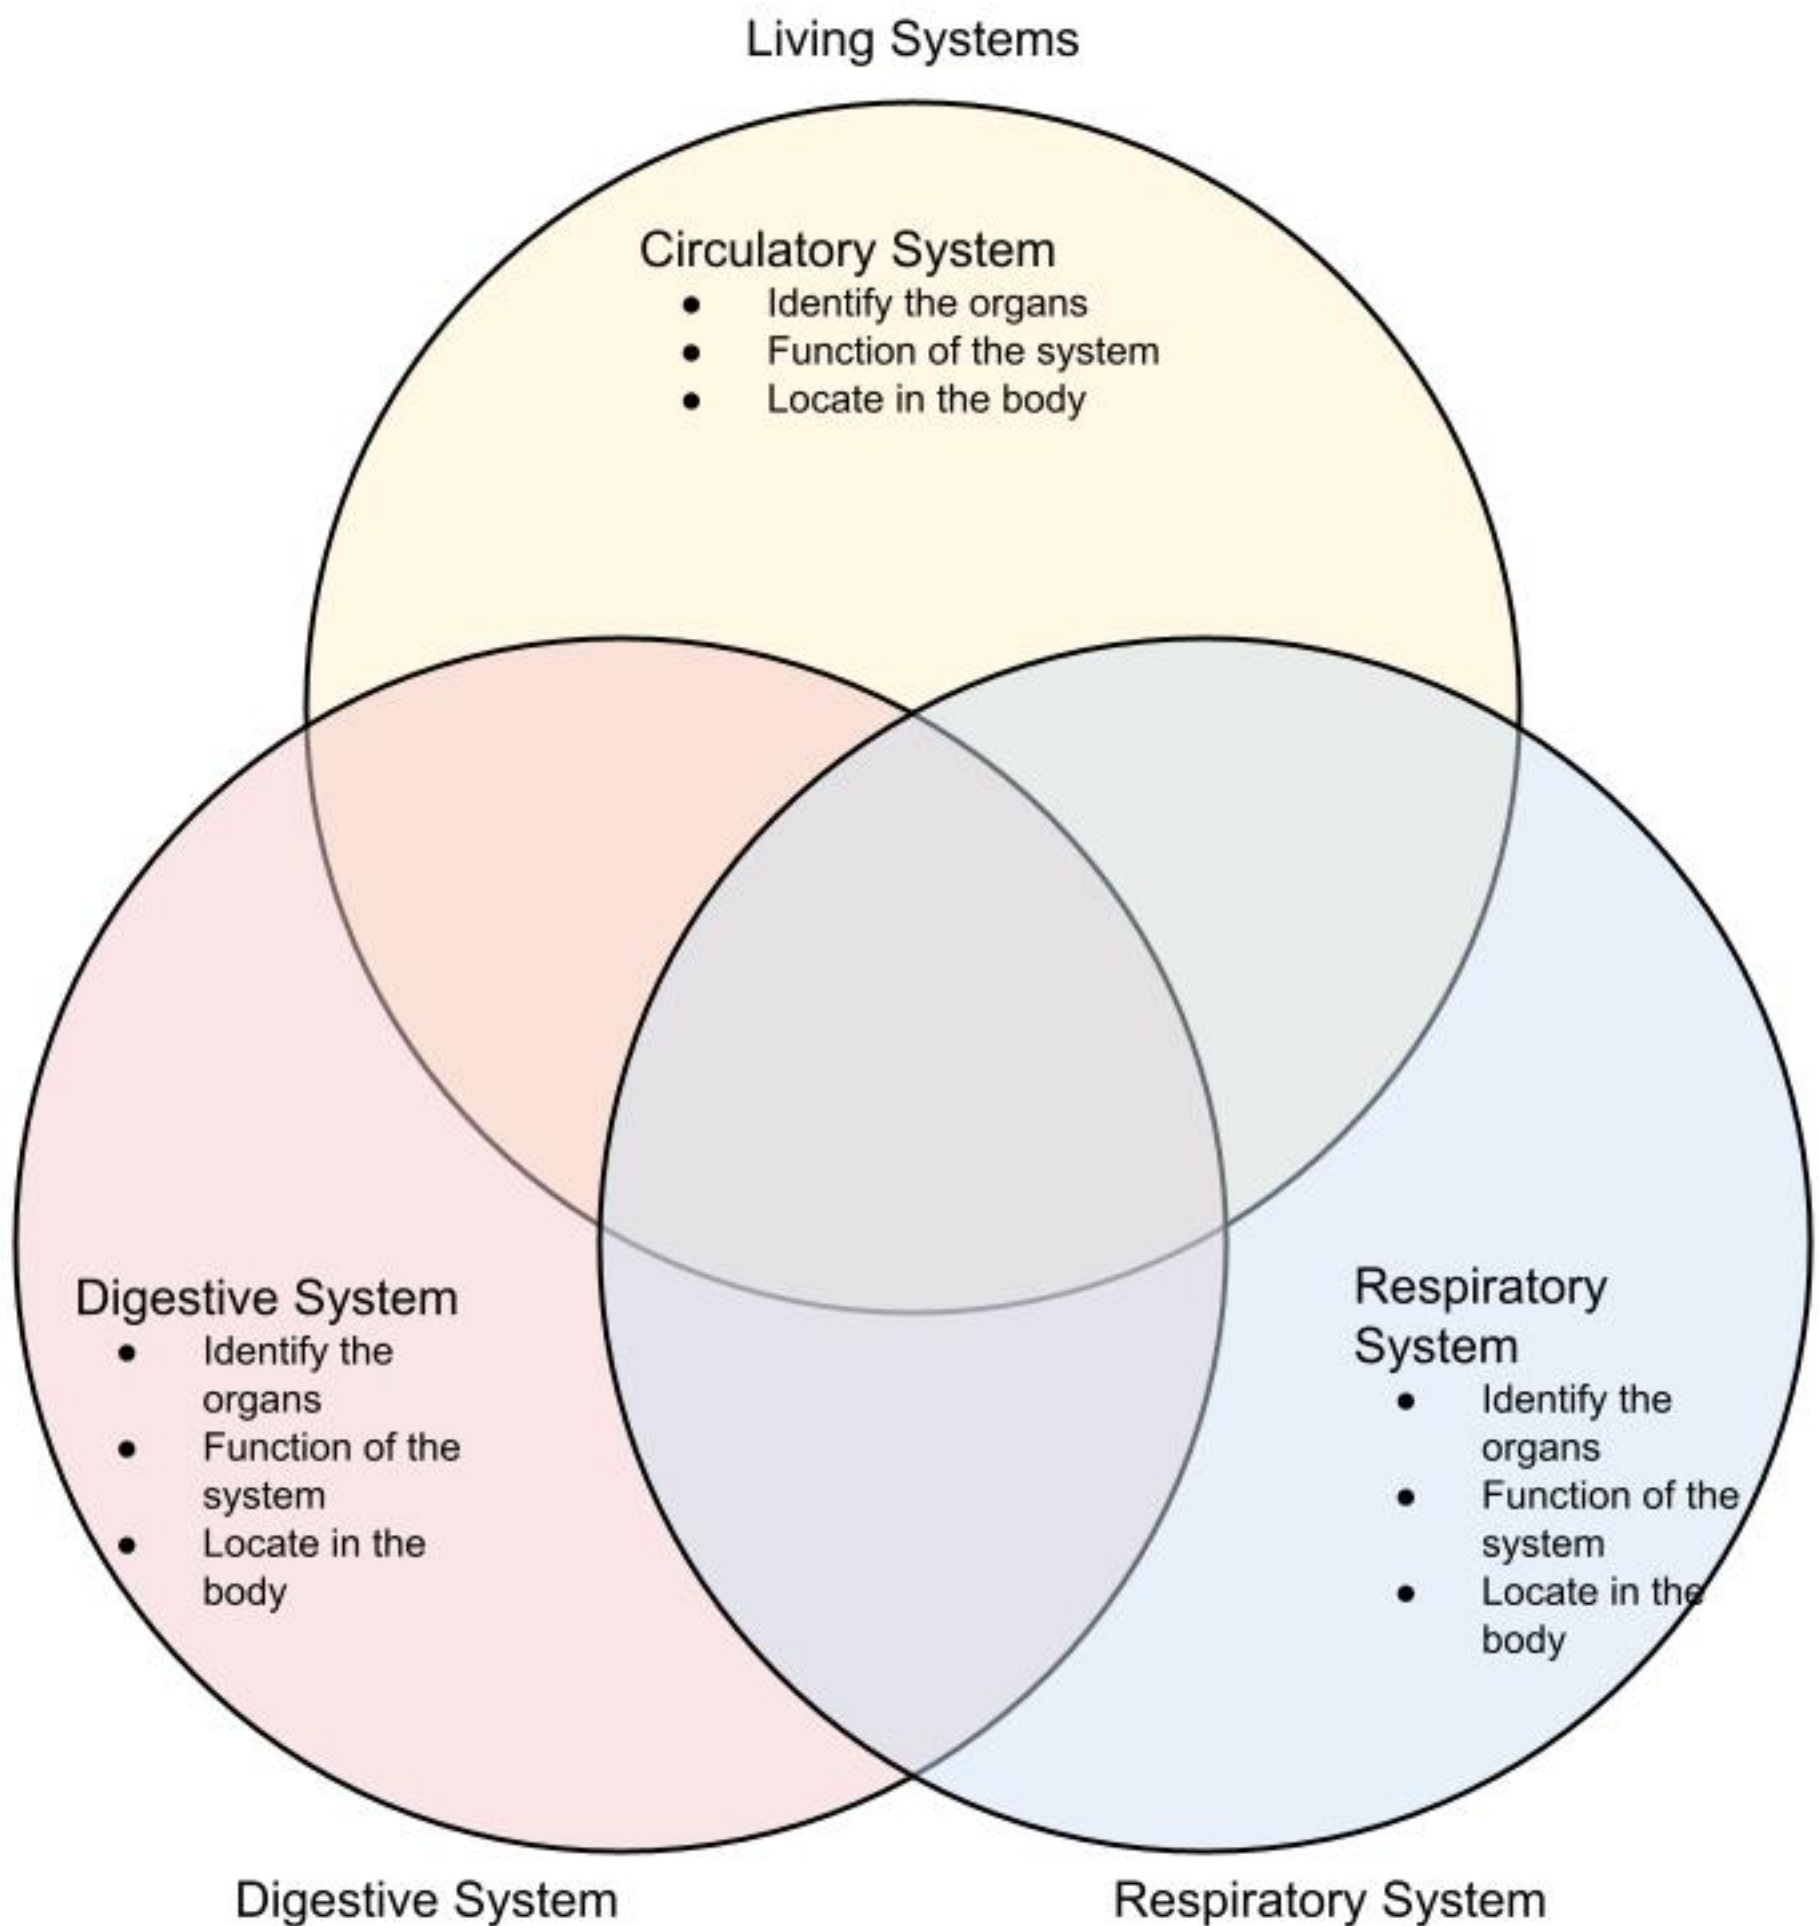 Living Systems
Circulatory System
● Identify the organs
● Function of the system
● Locate in the body
Digestive System
● Identify the
organs
● Function of the
system
● Locate in the
body
Respiratory
System
● Identify the
organs
● Function of the
system
● Locate in the
body
Digestive System
Respiratory System